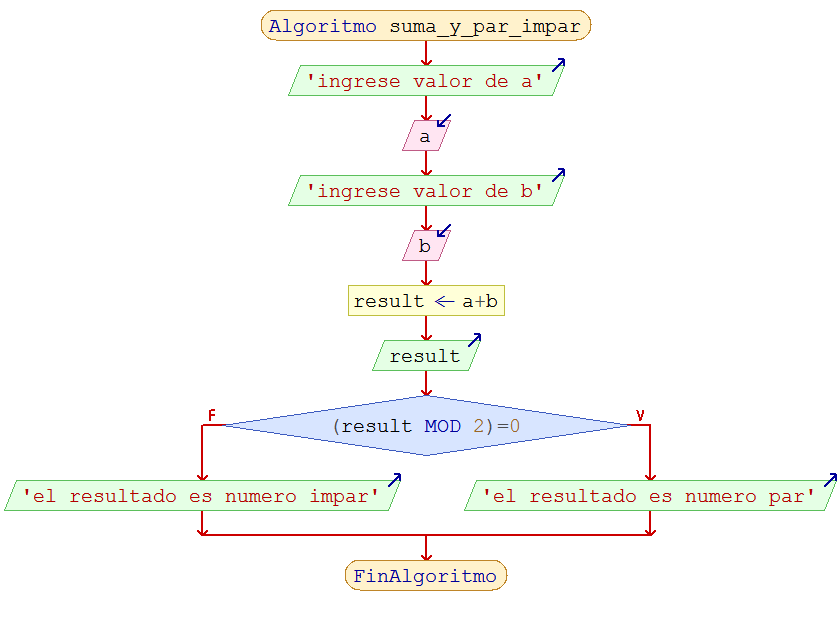 Algoritmo suma_y_par_impar
'ingrese valor de a'
a
'ingrese valor de b'
b
result ← a+b
result
F
(result MOD 2)=0
V
'el resultado es numero impar'
'el resultado es numero par'
FinAlgoritmo